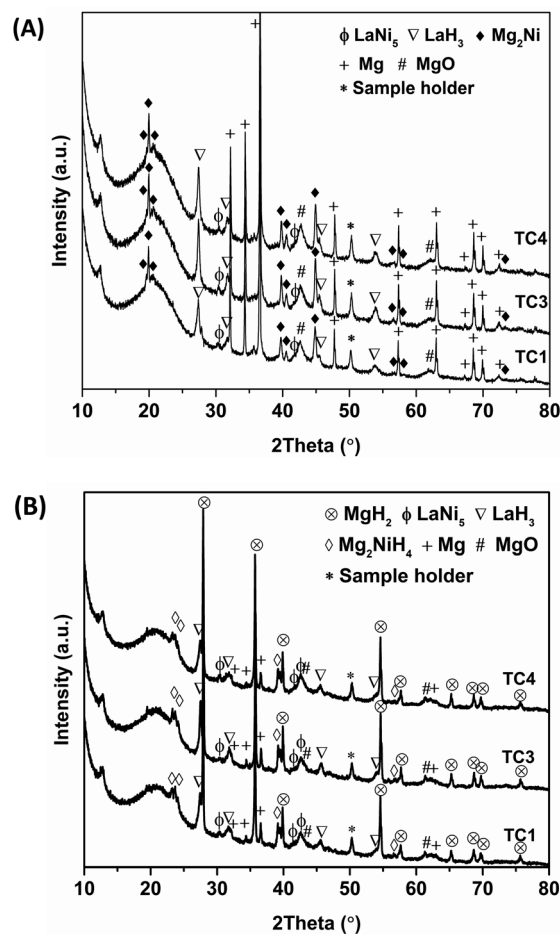 (A)
ϕ LaNi₅ ▽ LaH₃ ♦ Mg₂Ni
+ Mg # MgO
* Sample holder
TC4
TC3
TC1
Intensity (a.u.)
10 20 30 40 50 60 70 80
2Theta (°)
(B)
⊗ MgH₂ ϕ LaNi₅ ▽ LaH₃
◊ Mg₂NiH₄ + Mg # MgO
* Sample holder
TC4
TC3
TC1
Intensity (a.u.)
10 20 30 40 50 60 70 80
2Theta (°)